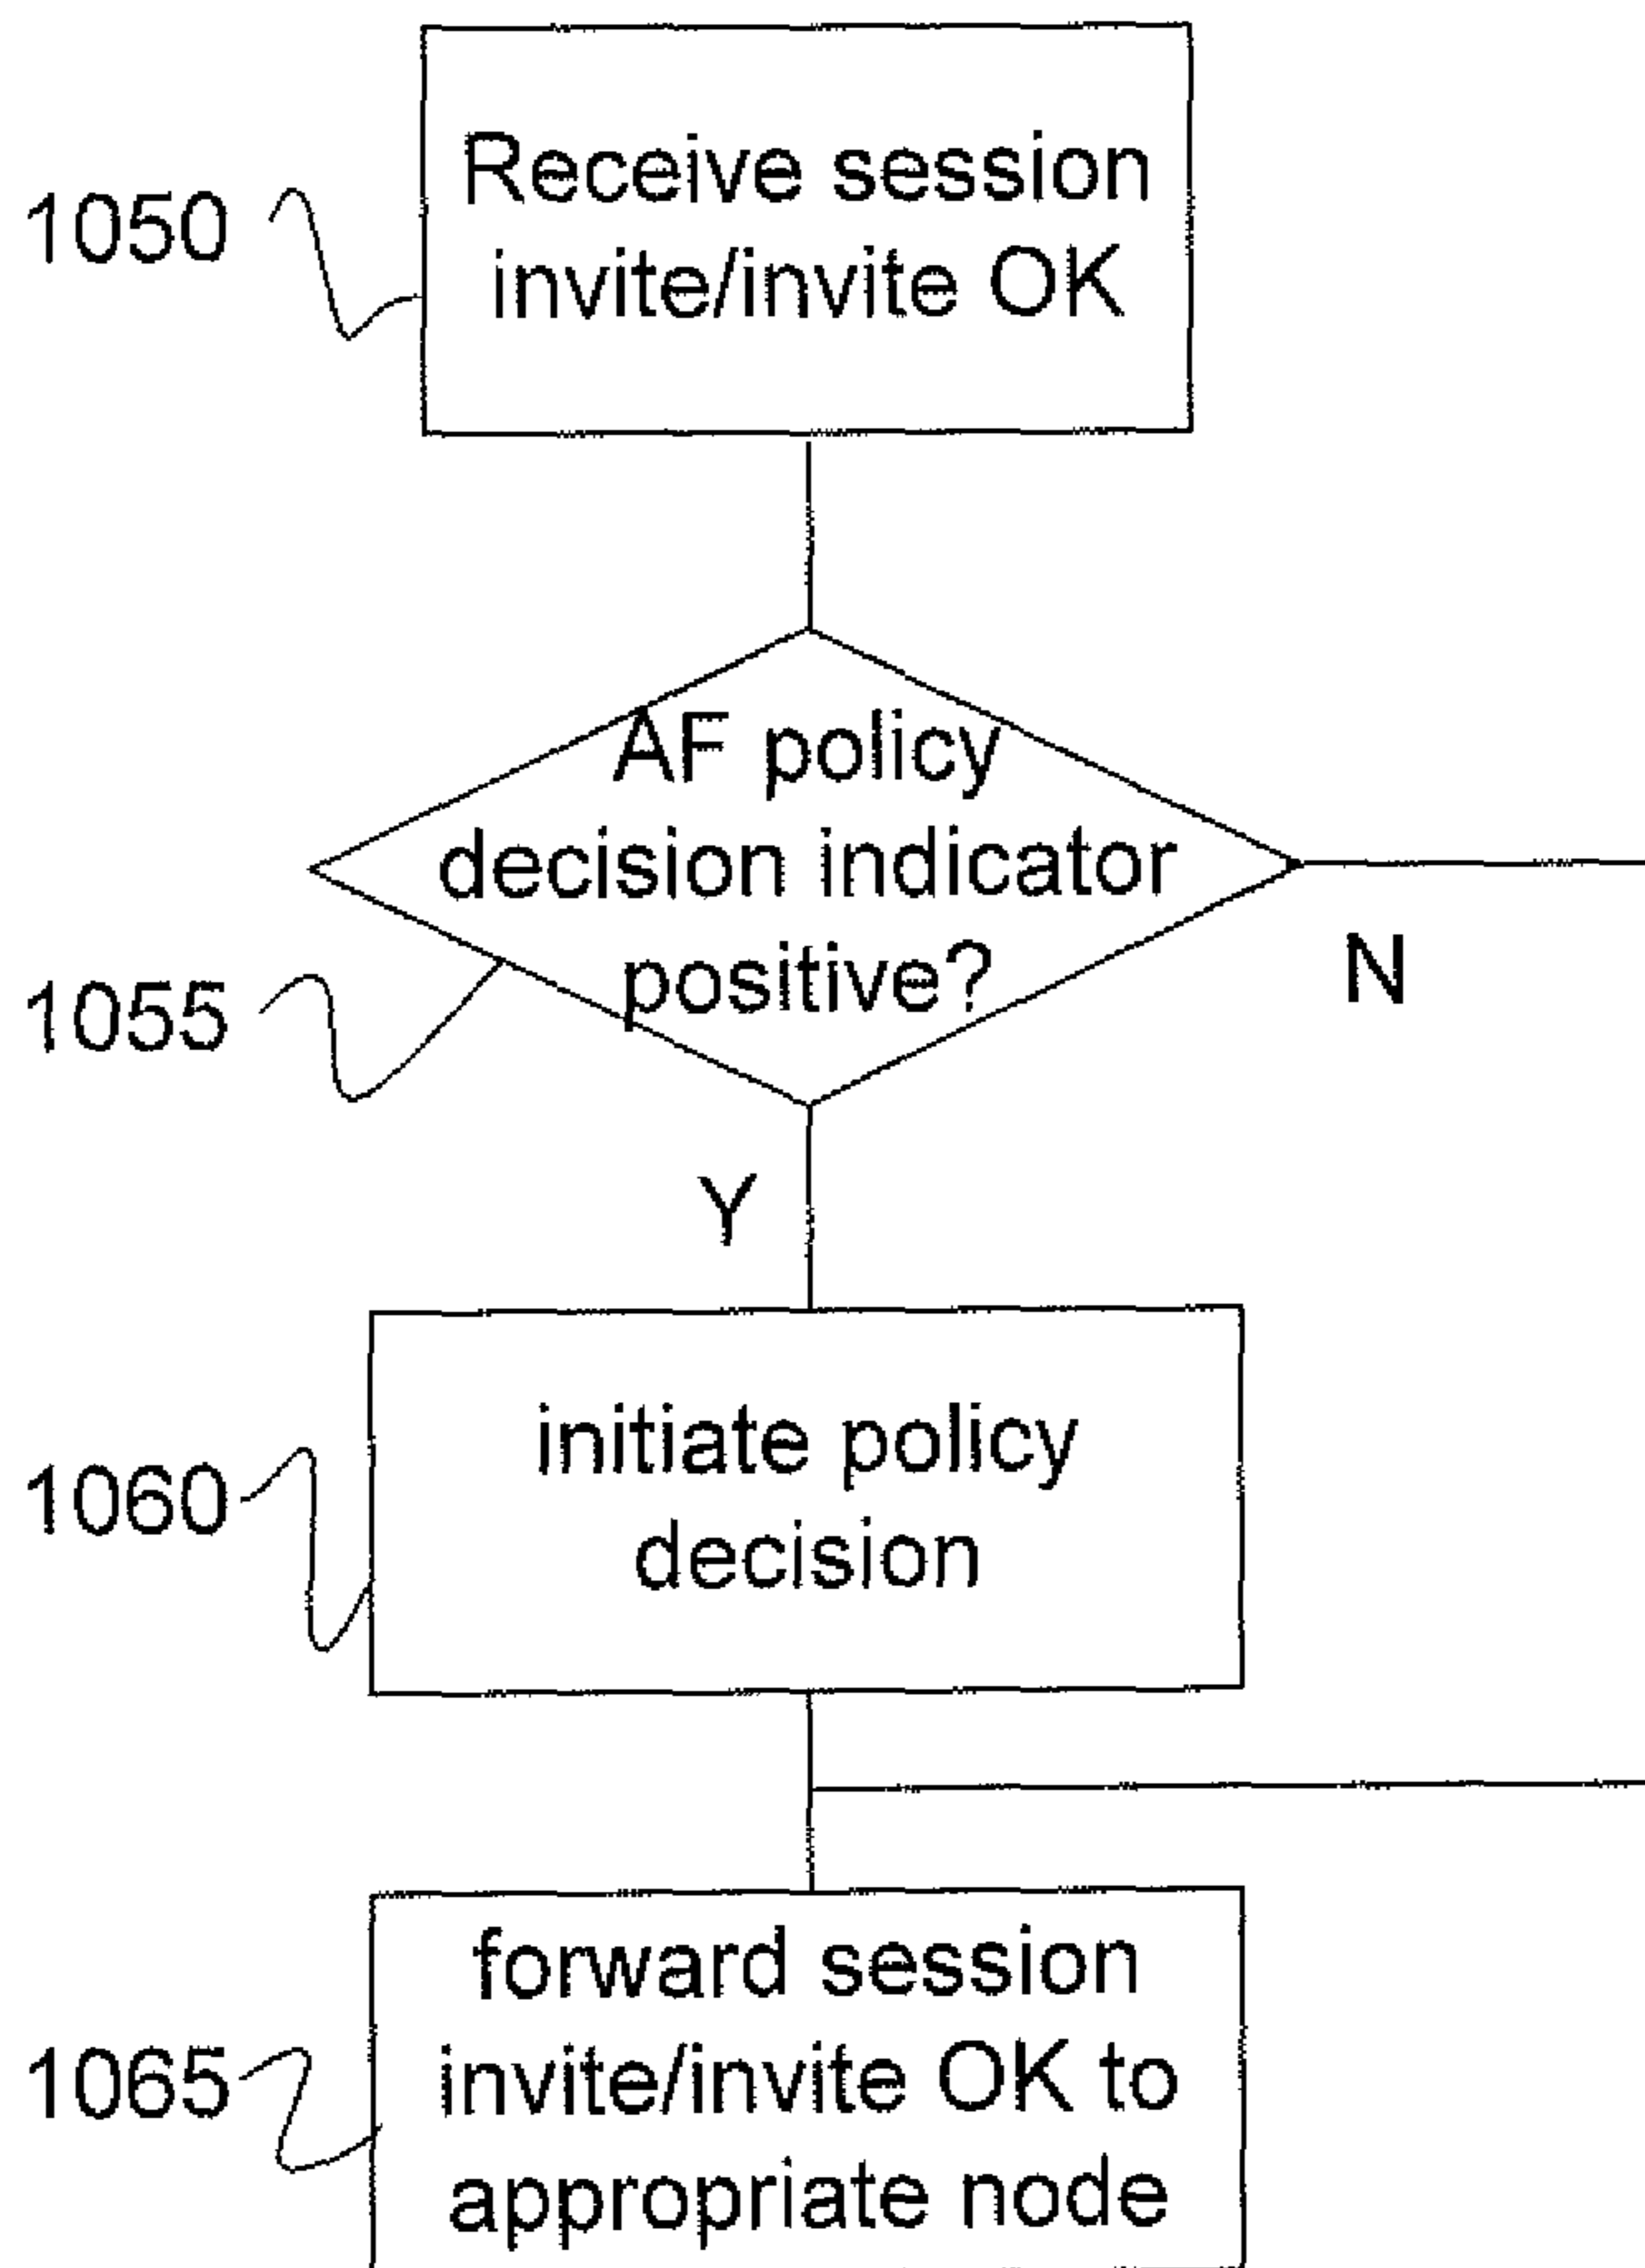 Receive session
invite/invite OK
1050
AF policy
decision indicator
positive?
N
1055
Y
initiate policy
decision
1060
forward session
invite/invite OK to
appropriate node
1065